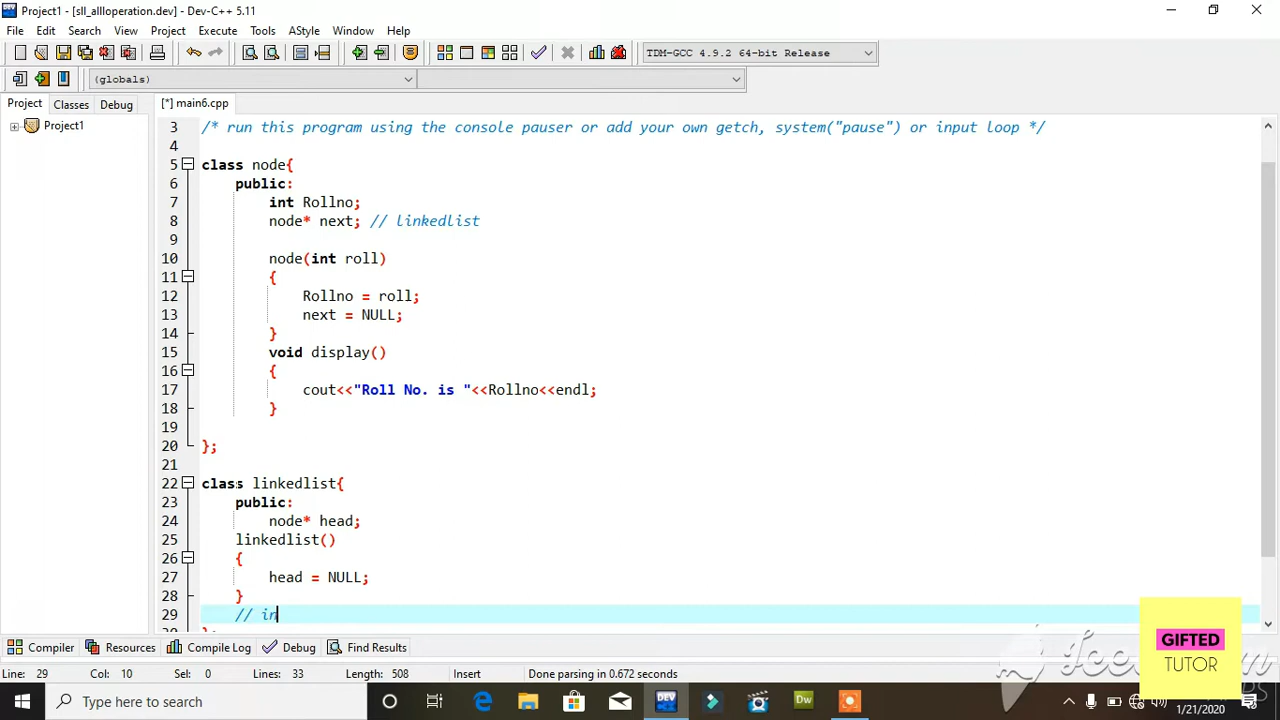 Project1 - [sll_allloperation.dev] - Dev-C++ 5.11
File Edit Search View Project Execute Tools AStyle Window Help
TDM-GCC 4.9.2 64-bit Release
(globals)
Project Classes Debug
[*] main6.cpp
Project1
3 /* run this program using the console pauser or add your own getch, system("pause") or input loop */
4
5 class node{
6 public:
7 int Rollno;
8 node* next; // linkedlist
9
10 node(int roll)
11 {
12 Rollno = roll;
13 next = NULL;
14 }
15 void display()
16 {
17 cout<<"Roll No. is "<<Rollno<<endl;
18 }
19
20 };
21
22 class linkedlist{
23 public:
24 node* head;
25 linkedlist()
26 {
27 head = NULL;
28 }
29 // in
GIFTED
TUTOR
Compiler Resources Compile Log Debug Find Results
Line: 29 Col: 10 Sel: 0 Lines: 33 Length: 508 Insert Done parsing in 0.672 seconds
Type here to search
DEV
Dw
1/21/2020